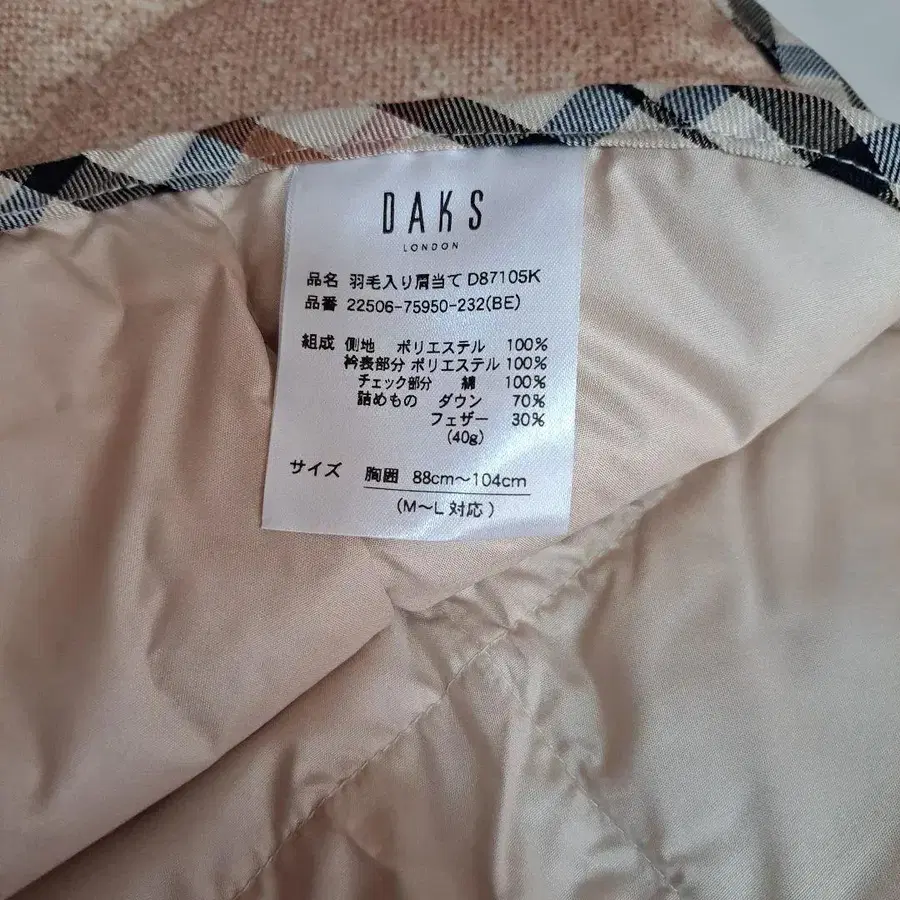 DAKS
LONDON
品名 羽毛入り肩当て D87105K
品番 22506-75950-232(BE)
組成 側地 ポリエステル 100%
衿表部分 ポリエステル 100%
チェック部分 綿 100%
詰めもの ダウン 70%
フェザー 30%
(40g)
サイズ 胸囲 88cm〜104cm
(M〜L 対応)